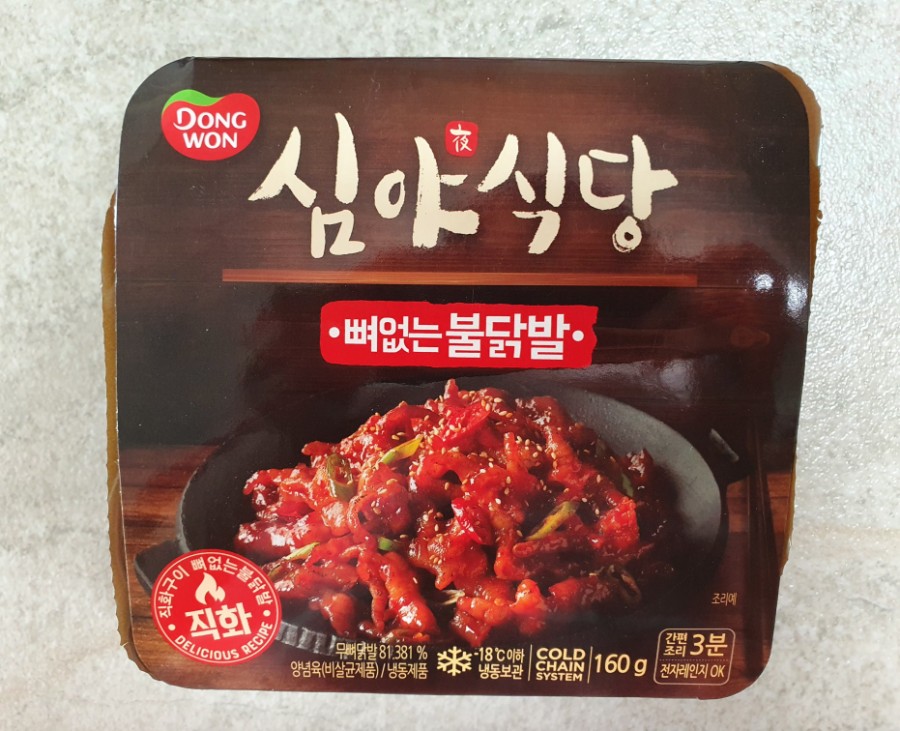 DONG
WON
심야식당
夜
•뼈없는불닭발•
직화구이 뼈없는불닭발
직화
DELICIOUS RECIPE
조리예
무뼈닭발 81.381 %
양념육(비살균제품) / 냉동제품
-18℃이하
냉동보관
COLD
CHAIN
SYSTEM
160 g
간편
조리
3분
전자레인지 OK